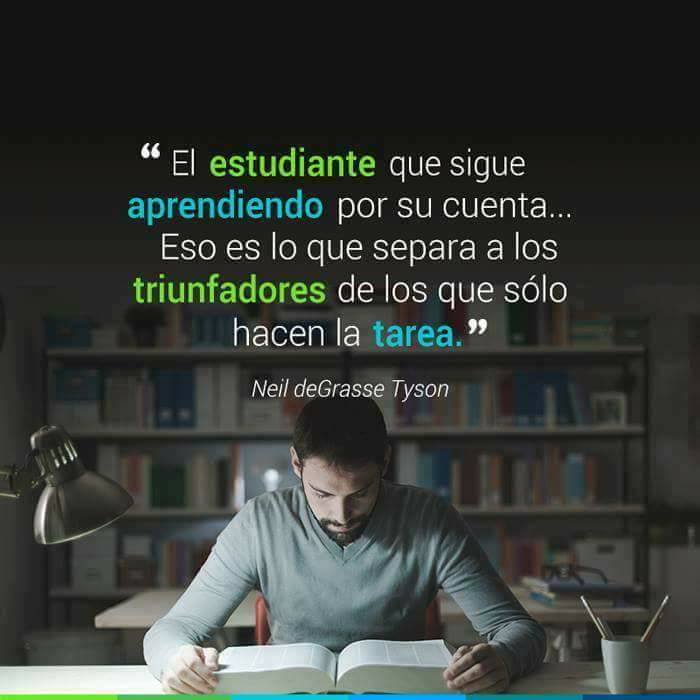 “ El estudiante que sigue
aprendiendo por su cuenta...
Eso es lo que separa a los
triunfadores de los que sólo
hacen la tarea.”
Neil deGrasse Tyson